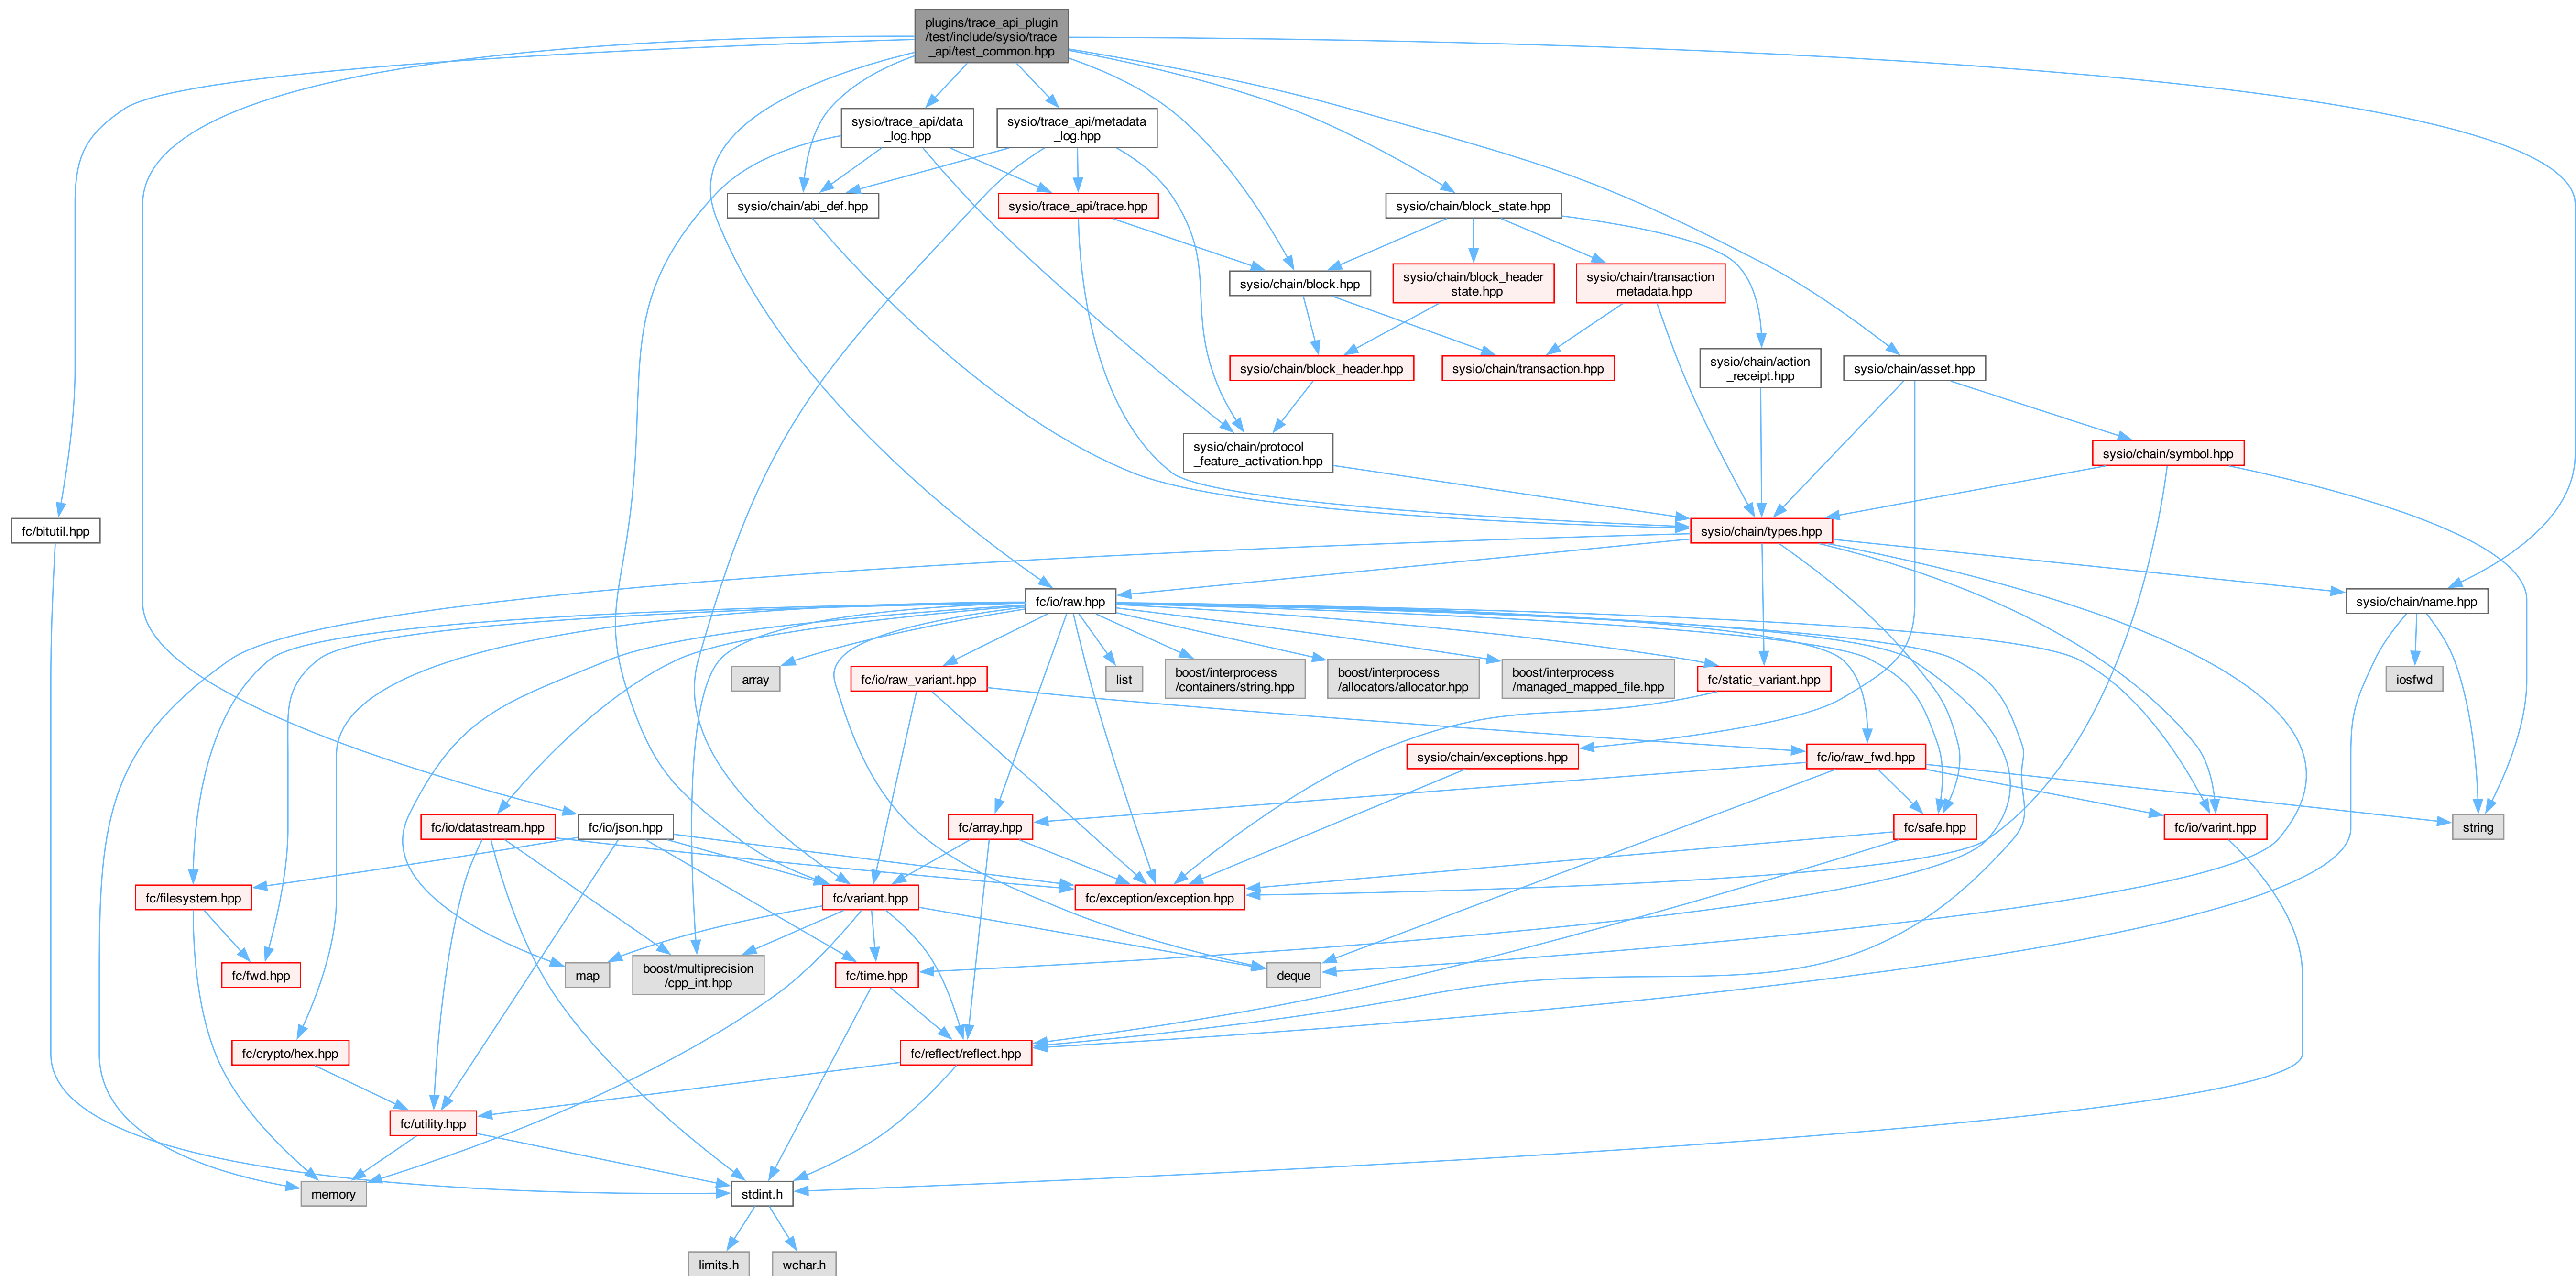 plugins/trace_api_plugin
/test/include/sysio/trace
_api/test_common.hpp
sysio/trace_api/data
_log.hpp
sysio/trace_api/metadata
_log.hpp
sysio/chain/abi_def.hpp
sysio/trace_api/trace.hpp
sysio/chain/block_state.hpp
sysio/chain/block.hpp
sysio/chain/block_header
_state.hpp
sysio/chain/transaction
_metadata.hpp
sysio/chain/block_header.hpp
sysio/chain/transaction.hpp
sysio/chain/action
_receipt.hpp
sysio/chain/asset.hpp
sysio/chain/protocol
_feature_activation.hpp
sysio/chain/symbol.hpp
fc/bitutil.hpp
sysio/chain/types.hpp
fc/io/raw.hpp
sysio/chain/name.hpp
array
fc/io/raw_variant.hpp
list
boost/interprocess
/containers/string.hpp
boost/interprocess
/allocators/allocator.hpp
boost/interprocess
/managed_mapped_file.hpp
fc/static_variant.hpp
iosfwd
sysio/chain/exceptions.hpp
fc/io/raw_fwd.hpp
fc/io/datastream.hpp
fc/io/json.hpp
fc/array.hpp
fc/safe.hpp
fc/io/varint.hpp
string
fc/filesystem.hpp
fc/variant.hpp
fc/exception/exception.hpp
fc/fwd.hpp
map
boost/multiprecision
/cpp_int.hpp
fc/time.hpp
deque
fc/crypto/hex.hpp
fc/reflect/reflect.hpp
fc/utility.hpp
memory
stdint.h
limits.h
wchar.h